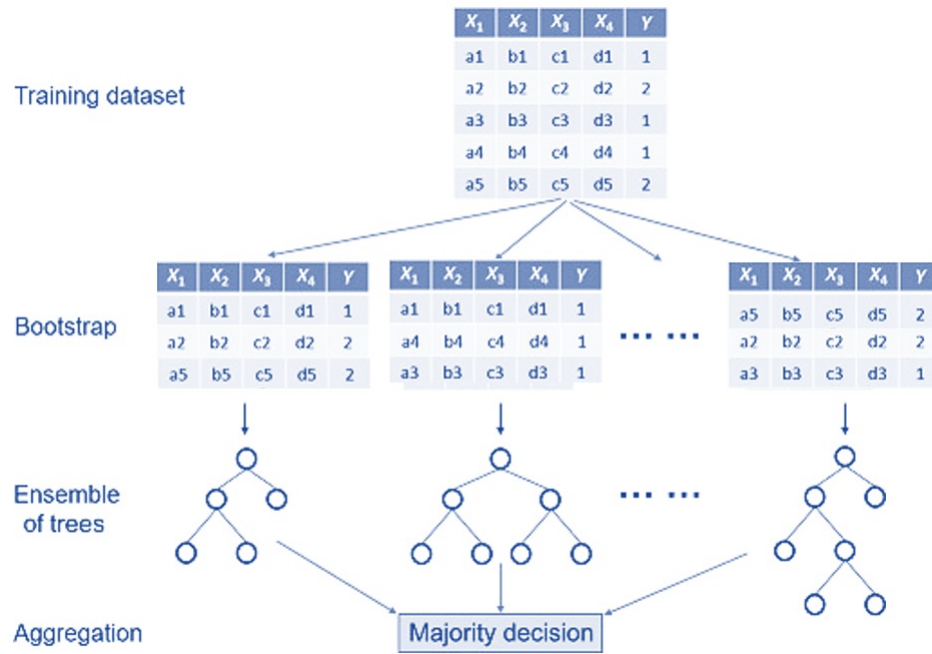 X1 X2 X3 X4 Y
a1 b1 c1 d1 1
a2 b2 c2 d2 2
Training dataset
a3 b3 c3 d3 1
a4 b4 c4 d4 1
a5 b5 c5 d5 2
X1 X2 X3 X4 Y
a1 b1 c1 d1 1
a2 b2 c2 d2 2
a5 b5 c5 d5 2
X1 X2 X3 X4 Y
a1 b1 c1 d1 1
a4 b4 c4 d4 1
a3 b3 c3 d3 1
X1 X2 X3 X4 Y
a5 b5 c5 d5 2
a2 b2 c2 d2 2
a3 b3 c3 d3 1
Bootstrap
…… 
Ensemble
of trees
……
Aggregation
Majority decision